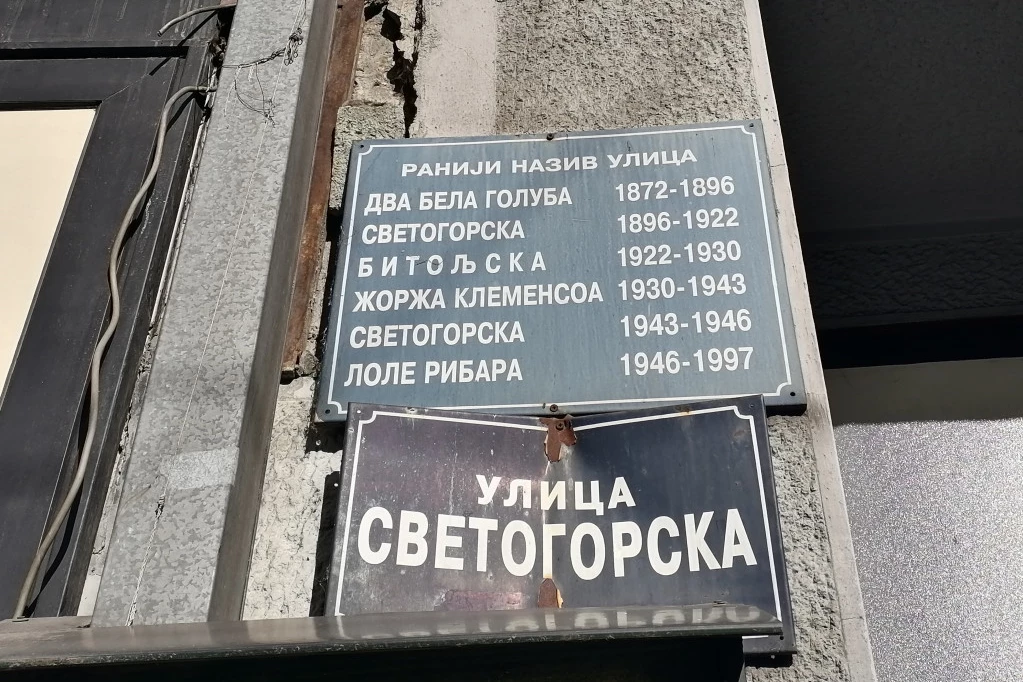 РАНИЈИ НАЗИВ УЛИЦА
ДВА БЕЛА ГОЛУБА 1872-1896
СВЕТОГОРСКА 1896-1922
БИТОЉСКА 1922-1930
ЖОРЖА КЛЕМЕНСОА 1930-1943
СВЕТОГОРСКА 1943-1946
ЛОЛЕ РИБАРА 1946-1997
УЛИЦА
СВЕТОГОРСКА